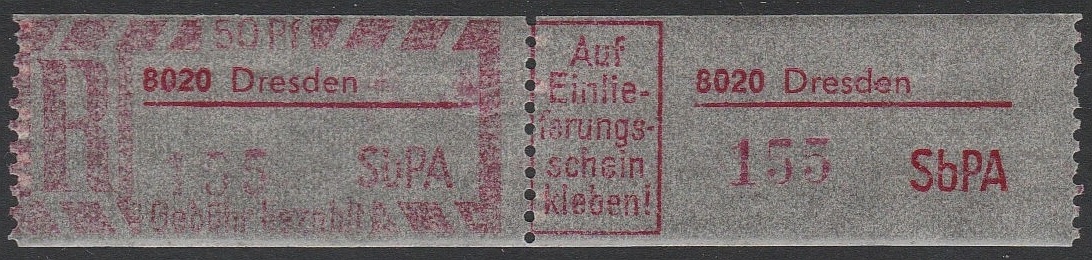 50 Pf
R
8020 Dresden
155 SbPA
Gebühr bezahlt
Auf
Einlie-
ferungs-
schein
kleben!
8020 Dresden
155 SbPA